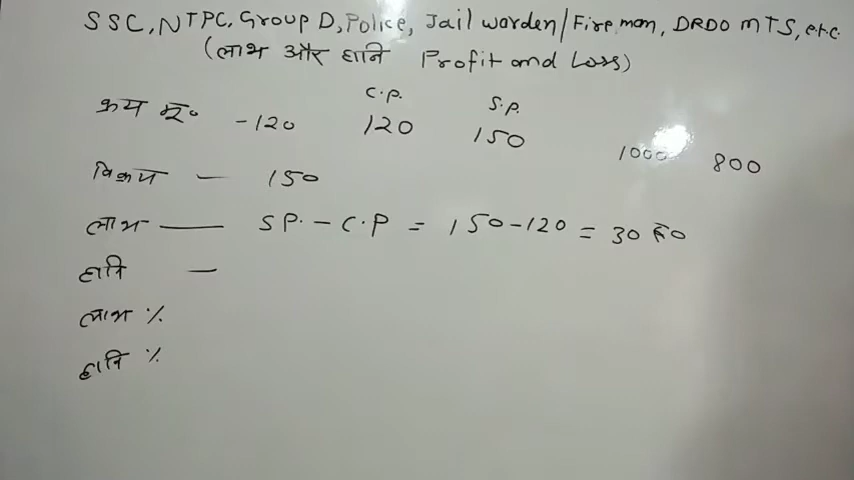 SSC, NTPC, Group D, Police, Jail warden/Fire man, DRDO MTS, etc.
(लाभ और हानि Profit and Loss)
C.P. S.P.
क्रय मू० -120 120 150
1000 800
विक्रय — 150
लाभ — S.P. - C.P = 150-120 = 30 रु०
हानि —
लाभ %
हानि %